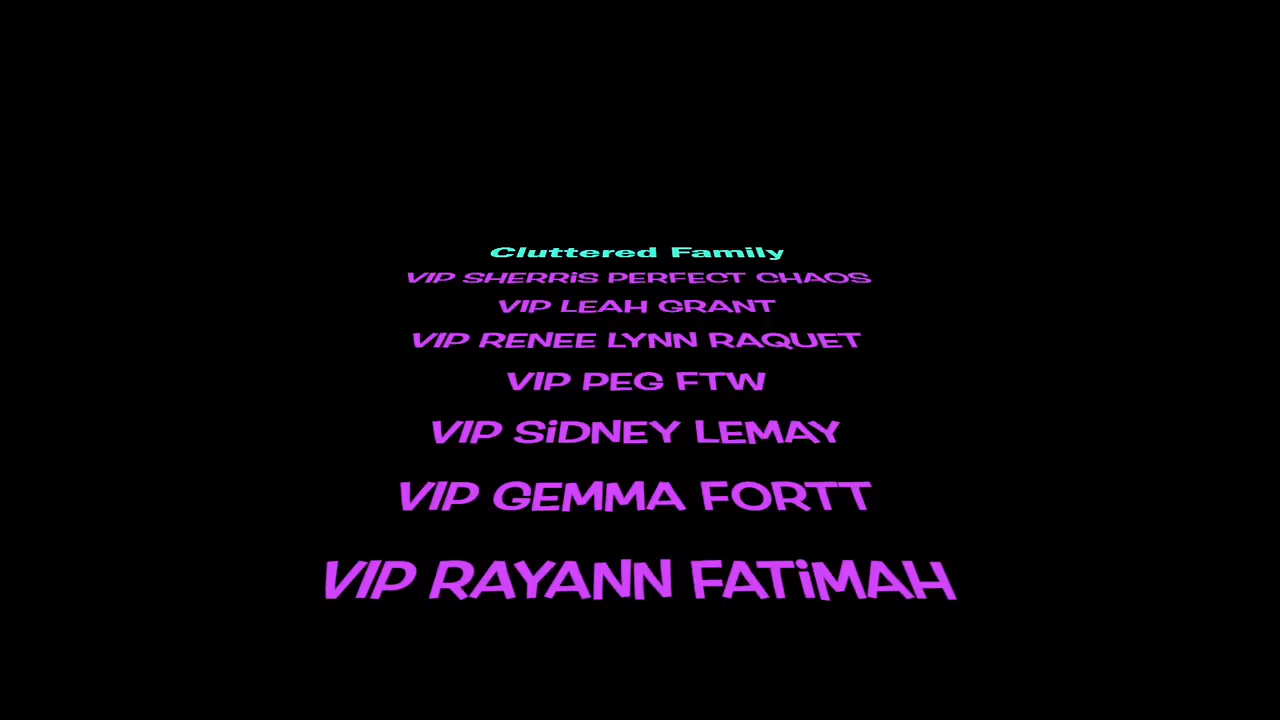 Cluttered Family
VIP SHERRiS PERFECT CHAOS
VIP LEAH GRANT
VIP RENEE LYNN RAQUET
VIP PEG FTW
VIP SiDNEY LEMAY
VIP GEMMA FORTT
VIP RAYANN FATiMAH